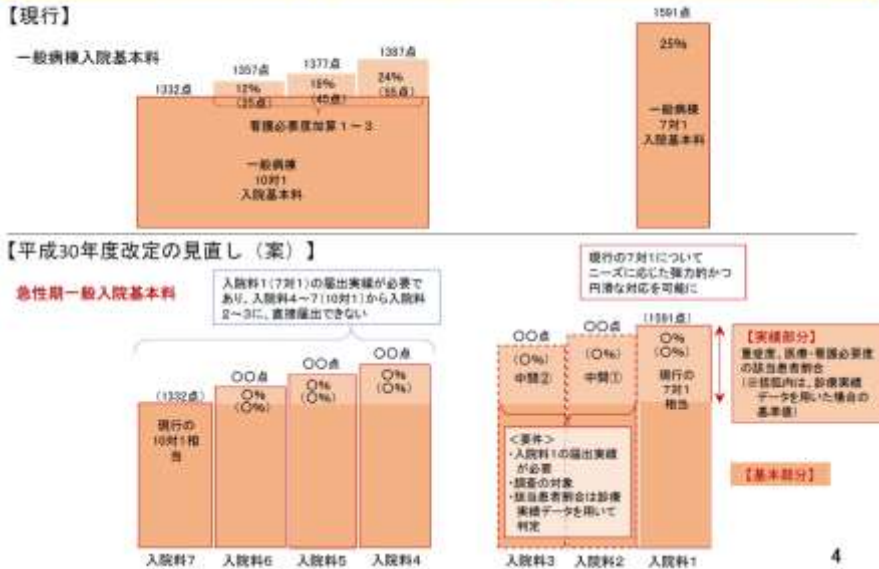 【現行】
一般病棟入院基本料
1332点
1357点
12%
(25点)
1377点
18%
(45点)
1387点
24%
(55点)
看護必要度加算1～3
一般病棟
10対1
入院基本料
1591点
25%
一般病棟
7対1
入院基本料
【平成30年度改定の見直し（案）】
急性期一般入院基本料
入院料1(7対1)の届出実績が必要で
あり、入院料4～7(10対1)から入院料
2～3に、直接届出できない
現行の7対1について
ニーズに応じた弾力的かつ
円滑な対応を可能に
(1332点)
現行の
10対1相
当
〇〇点
〇%
(〇%)
〇〇点
〇%
(〇%)
〇〇点
〇%
(〇%)
〇〇点
(〇%)
中間②
〇〇点
(〇%)
中間①
(1591点)
〇%
(〇%)
現行の
7対1
相当
＜要件＞
・入院料1の届出実績
が必要
・調査の対象
・該当患者割合は診療
実績データを用いて
判定
【実績部分】
重症度、医療・看護必要度
の該当患者割合
(※括弧内は、診療実績
データを用いた場合の
基準値)
【基本部分】
入院料7
入院料6
入院料5
入院料4
入院料3
入院料2
入院料1
4